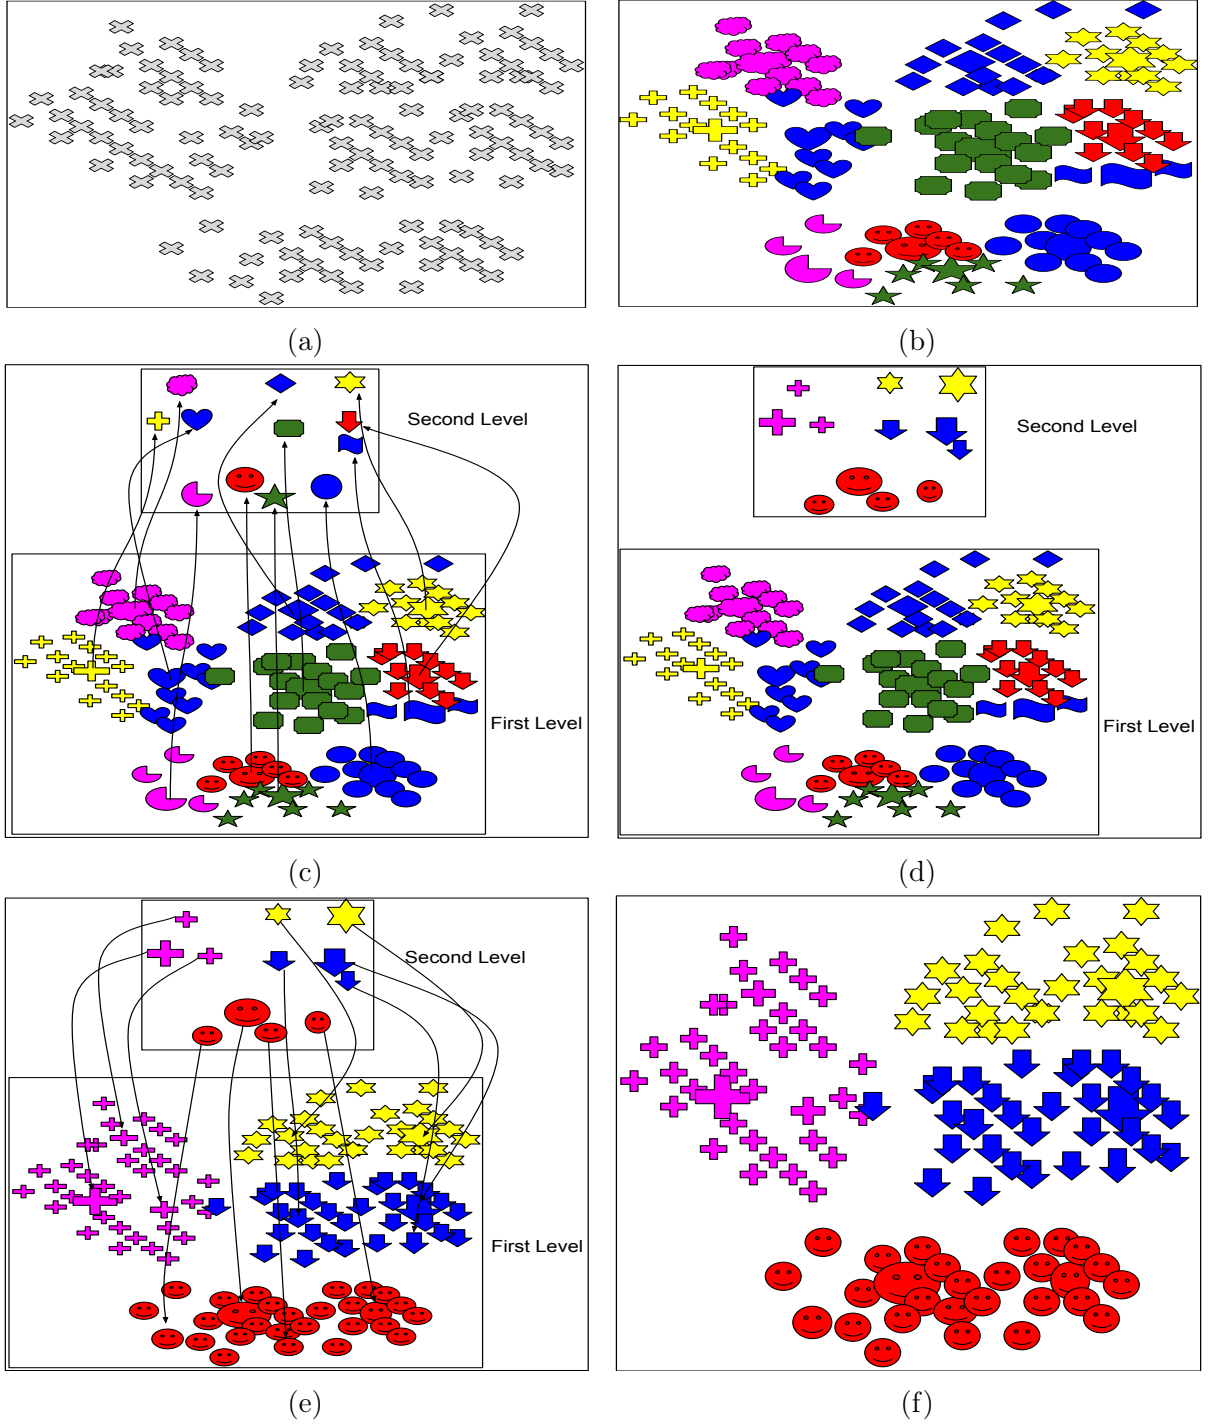 (a)
(b)
Second Level
First Level
(c)
Second Level
First Level
(d)
Second Level
First Level
(e)
(f)